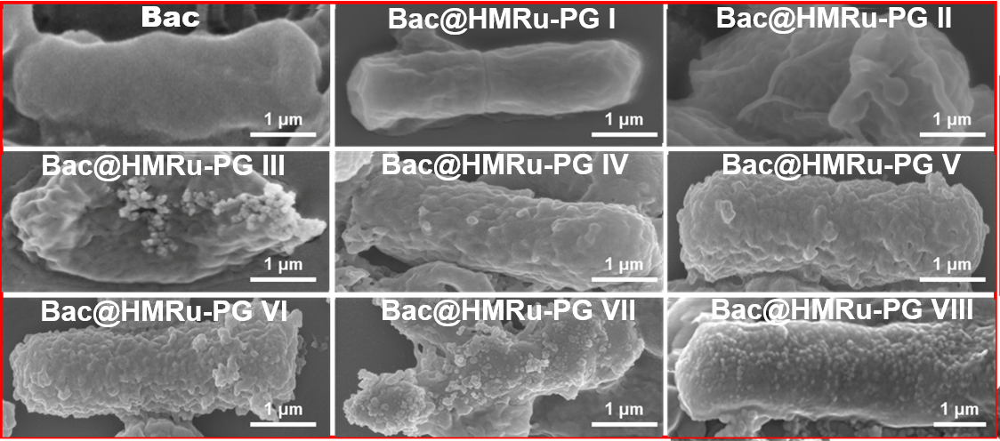 Bac
1 µm
Bac@HMRu-PG I
1 µm
Bac@HMRu-PG II
1 µm
Bac@HMRu-PG III
1 µm
Bac@HMRu-PG IV
1 µm
Bac@HMRu-PG V
1 µm
Bac@HMRu-PG VI
1 µm
Bac@HMRu-PG VII
1 µm
Bac@HMRu-PG VIII
1 µm